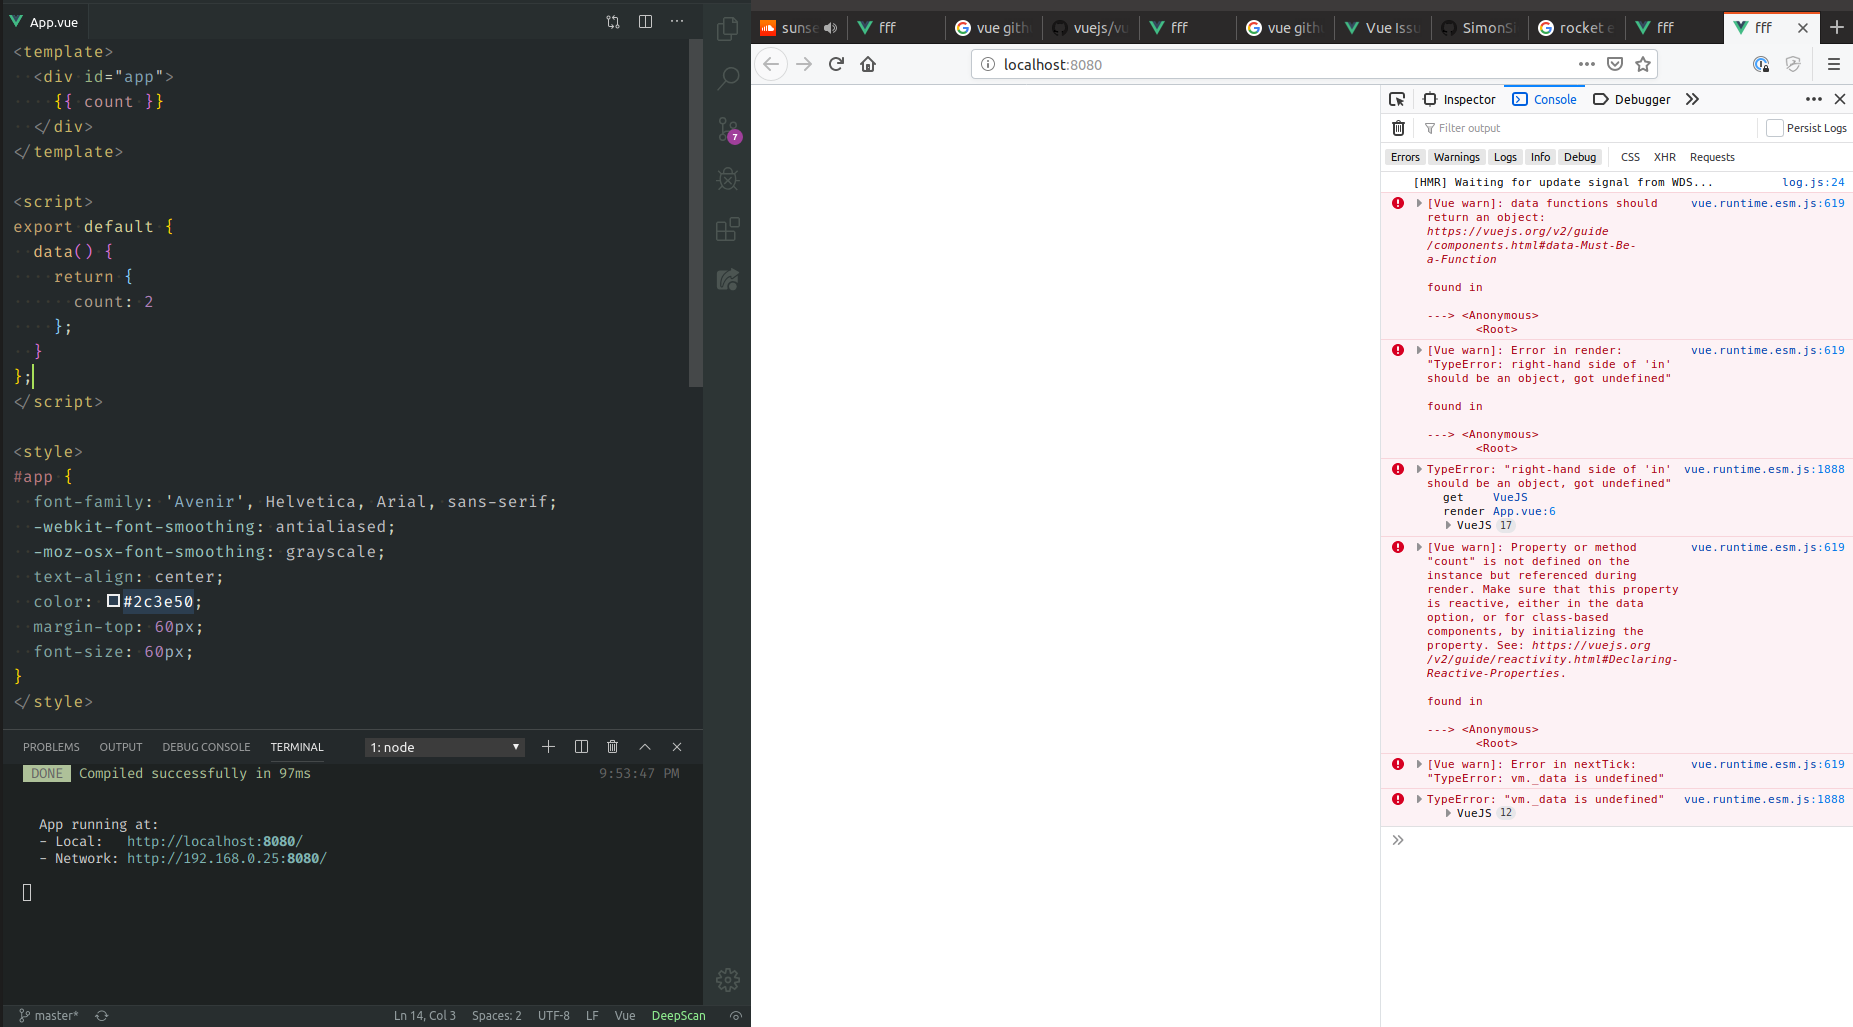 App.vue
<template>
<div id="app">
{{ count }}
</div>
</template>
<script>
export default {
data() {
return {
count: 2
};
}
};
</script>
<style>
#app {
font-family: 'Avenir', Helvetica, Arial, sans-serif;
-webkit-font-smoothing: antialiased;
-moz-osx-font-smoothing: grayscale;
text-align: center;
color: #2c3e50;
margin-top: 60px;
font-size: 60px;
}
</style>
PROBLEMS OUTPUT DEBUG CONSOLE TERMINAL 1: node
DONE Compiled successfully in 97ms 9:53:47 PM
App running at:
- Local: http://localhost:8080/
- Network: http://192.168.0.25:8080/
master* Ln 14, Col 3 Spaces: 2 UTF-8 LF Vue DeepScan
7
sunse fff vue gith vuejs/vu fff vue gith Vue Issu SimonSi rocket e fff fff
localhost:8080
Inspector Console Debugger
Filter output Persist Logs
Errors Warnings Logs Info Debug CSS XHR Requests
[HMR] Waiting for update signal from WDS... log.js:24
[Vue warn]: data functions should vue.runtime.esm.js:619
return an object:
https://vuejs.org/v2/guide
/components.html#data-Must-Be-
a-Function
found in
---> <Anonymous>
<Root>
[Vue warn]: Error in render: vue.runtime.esm.js:619
"TypeError: right-hand side of 'in'
should be an object, got undefined"
found in
---> <Anonymous>
<Root>
TypeError: "right-hand side of 'in' vue.runtime.esm.js:1888
should be an object, got undefined"
get VueJS
render App.vue:6
VueJS 17
[Vue warn]: Property or method vue.runtime.esm.js:619
"count" is not defined on the
instance but referenced during
render. Make sure that this property
is reactive, either in the data
option, or for class-based
components, by initializing the
property. See: https://vuejs.org
/v2/guide/reactivity.html#Declaring-
Reactive-Properties.
found in
---> <Anonymous>
<Root>
[Vue warn]: Error in nextTick: vue.runtime.esm.js:619
"TypeError: vm._data is undefined"
TypeError: "vm._data is undefined" vue.runtime.esm.js:1888
VueJS 12